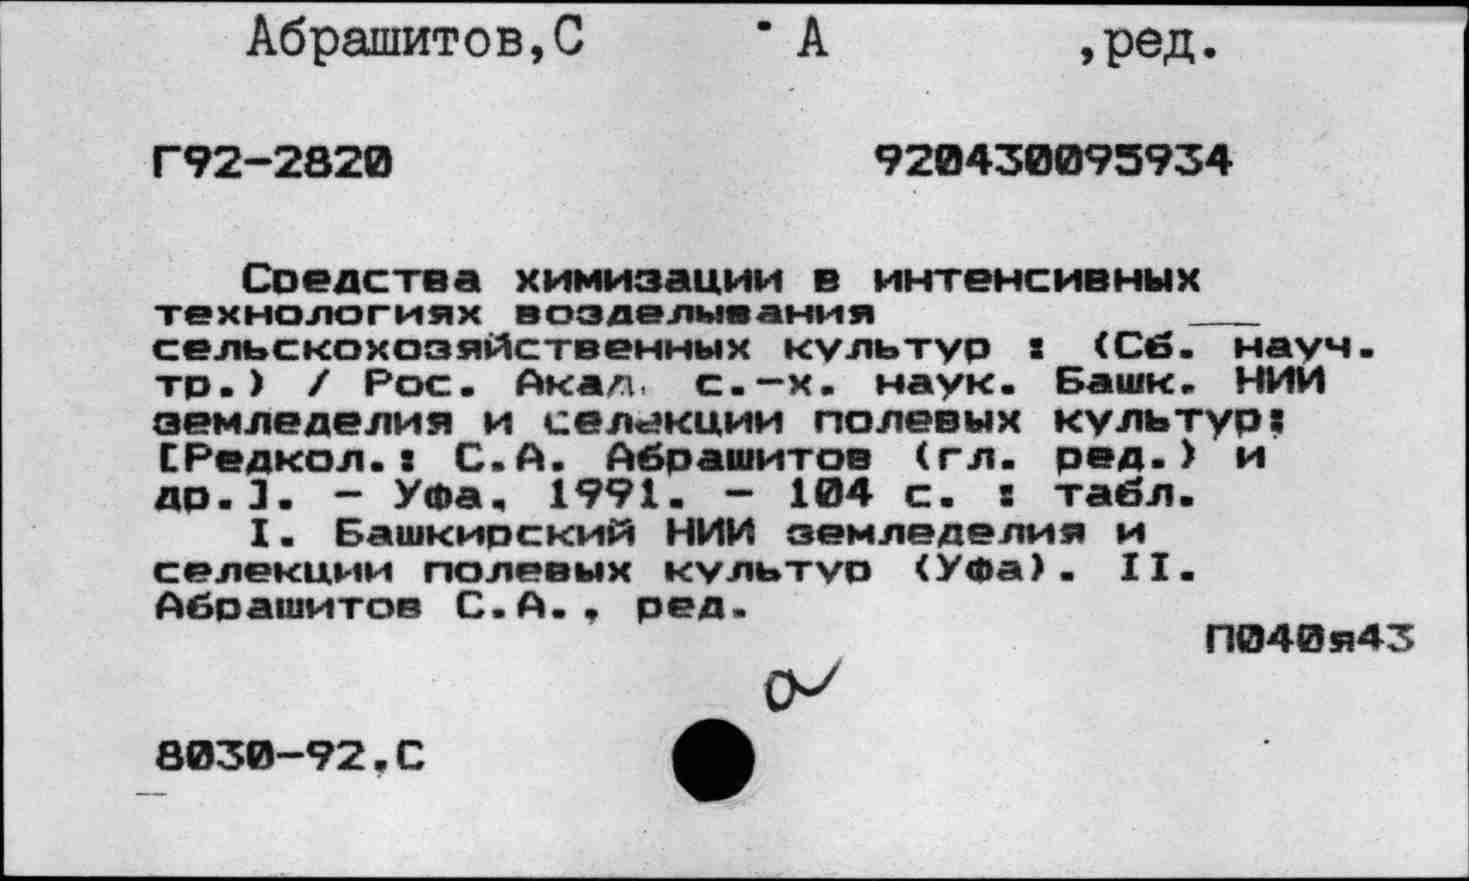 Абрашитов,С А ,ред.
Г92-2820 920430095934
Средства химизации в интенсивных
технологиях возделывания
сельскохозяйственных культур : (Сб. науч.
тр.) / Рос. Акад. с.-х. наук. Башк. НИИ
земледелия и селекции полевых культур;
[Редкол.: С.А. Абрашитов (гл. ред.) и
др.]. - Уфа, 1991. - 104 с. : табл.
I. Башкирский НИИ земледелия и
селекции полевых культур (Уфа). II.
Абрашитов С.А., ред.
П040я43
8030-92,С